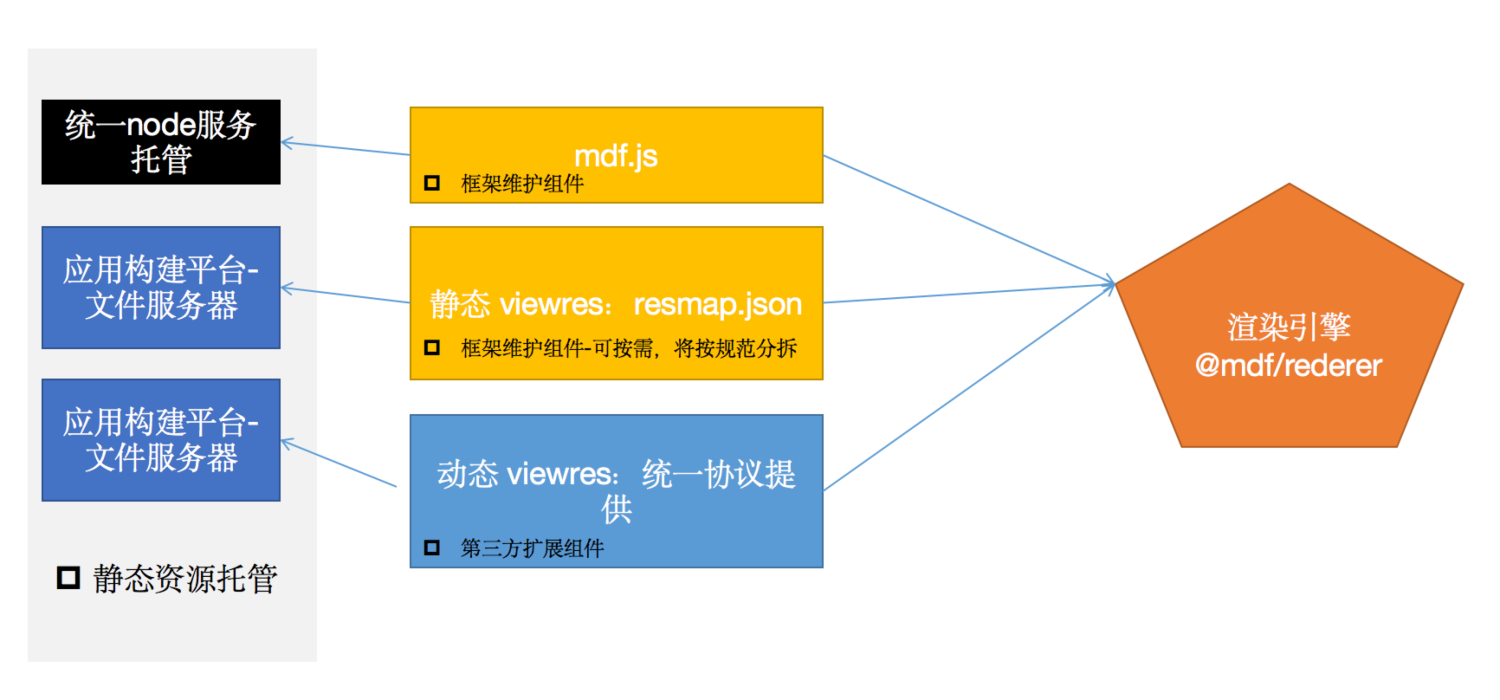 统一node服务
托管
应用构建平台-
文件服务器
应用构建平台-
文件服务器
静态资源托管
mdf.js
框架维护组件
静态 viewres：resmap.json
框架维护组件-可按需，将按规范分拆
动态 viewres：统一协议提
供
第三方扩展组件
渲染引擎
@mdf/rederer